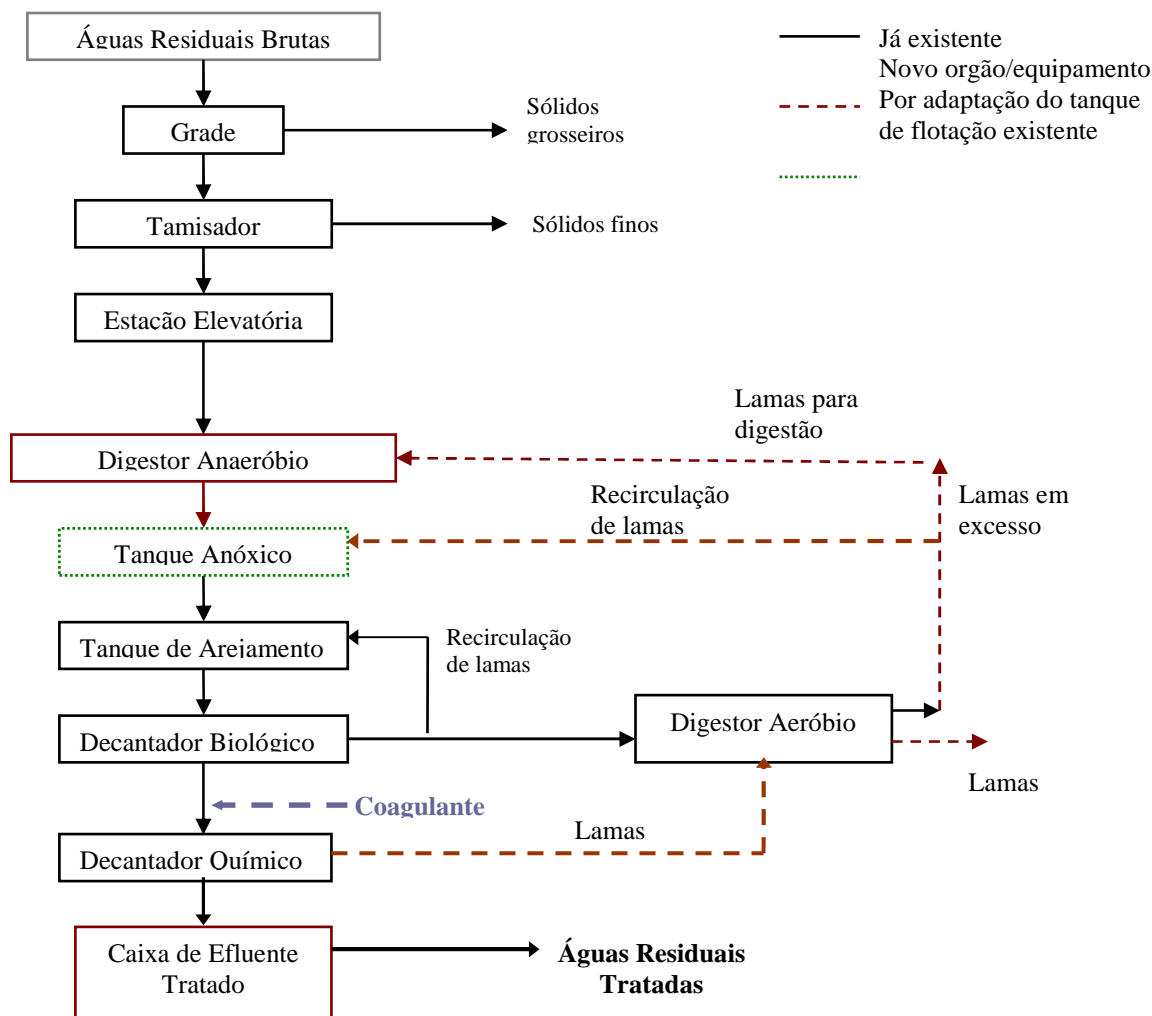 Águas Residuais Brutas
Já existente
Novo orgão/equipamento
Por adaptação do tanque
de flotação existente
Grade
Sólidos
grosseiros
Tamisador
Sólidos finos
Estação Elevatória
Lamas para
digestão
Digestor Anaeróbio
Recirculação
de lamas
Lamas em
excesso
Tanque Anóxico
Tanque de Arejamento
Recirculação
de lamas
Decantador Biológico
Digestor Aeróbio
Lamas
Coagulante
Lamas
Decantador Químico
Caixa de Efluente
Tratado
Águas Residuais
Tratadas